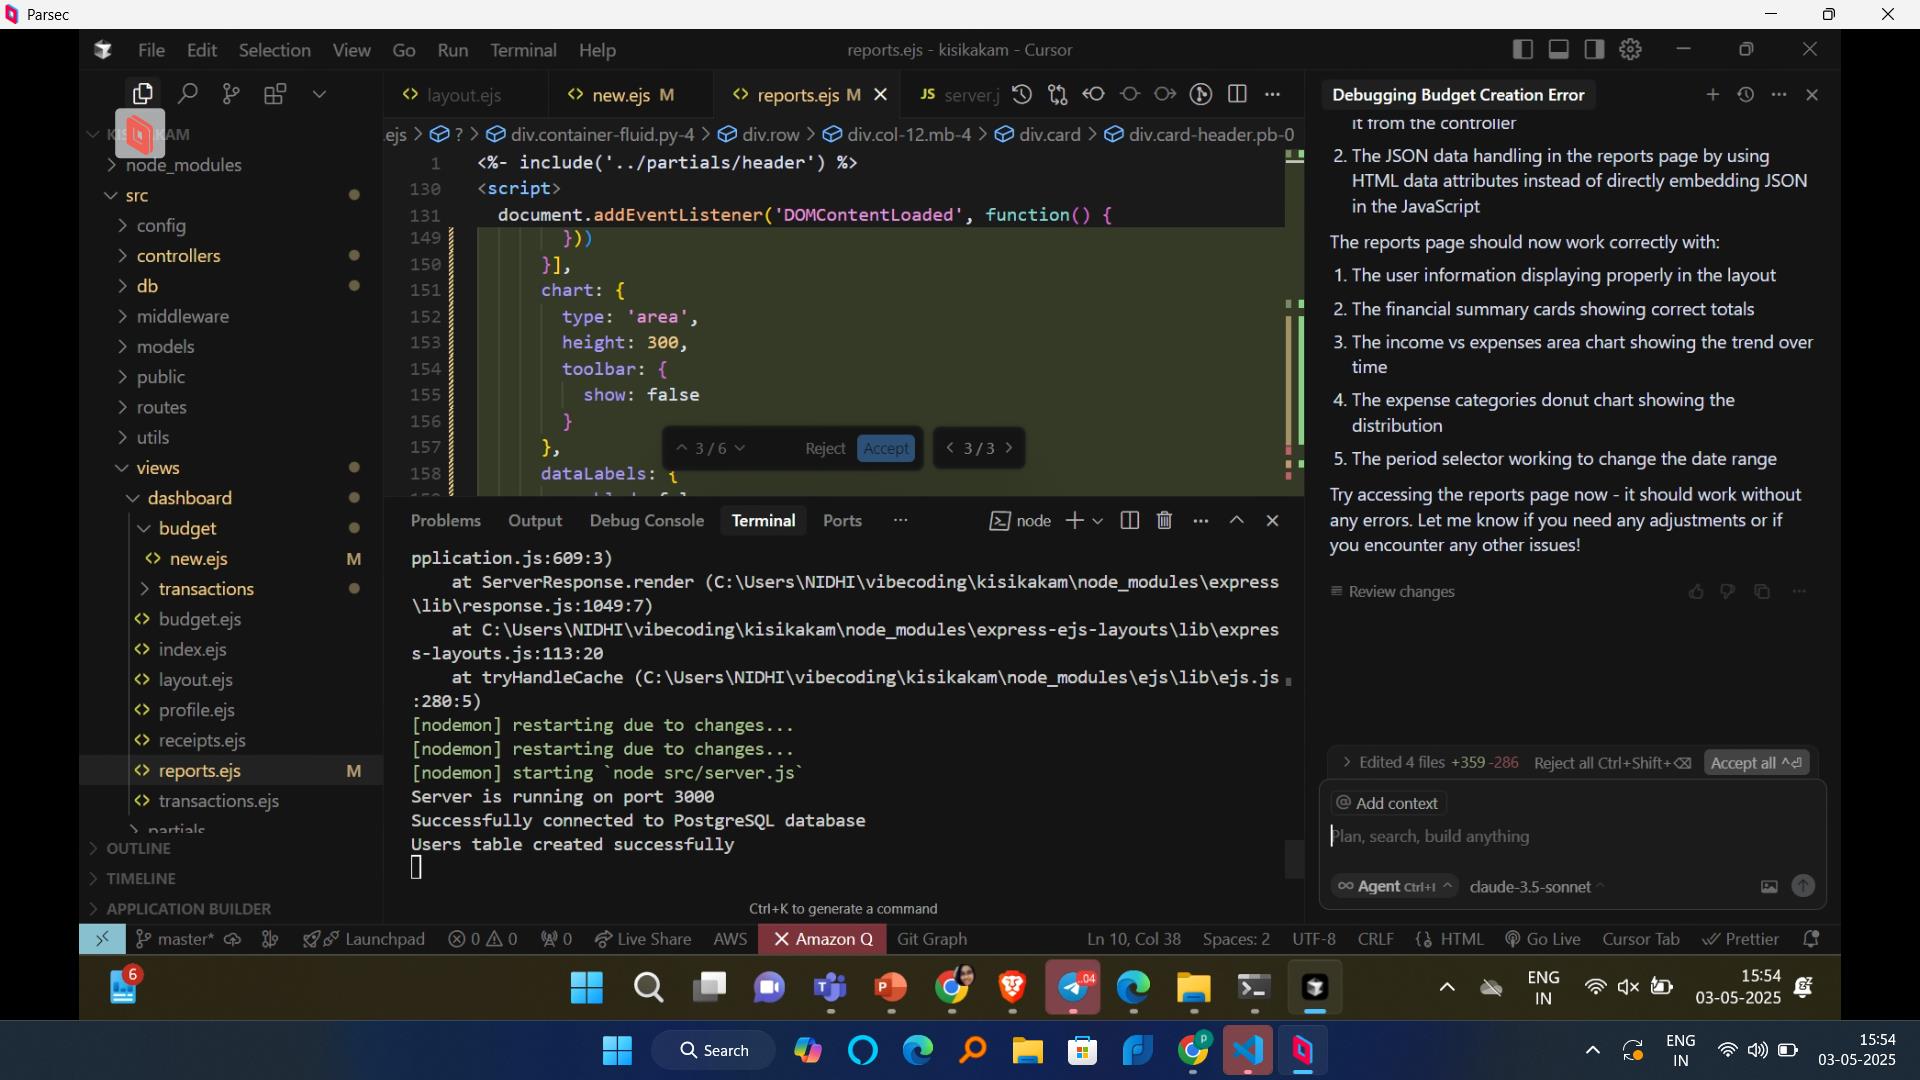 Parsec
File Edit Selection View Go Run Terminal Help
reports.ejs - kisikakam - Cursor
KISIKAKAM
node_modules
src
config
controllers
db
middleware
models
public
routes
utils
views
dashboard
budget
new.ejs M
transactions
budget.ejs
index.ejs
layout.ejs
profile.ejs
receipts.ejs
reports.ejs M
transactions.ejs
partials
OUTLINE
TIMELINE
APPLICATION BUILDER
layout.ejs new.ejs M reports.ejs M JS server.j
.ejs > ? > div.container-fluid.py-4 > div.row > div.col-12.mb-4 > div.card > div.card-header.pb-0
1 <%- include('../partials/header') %>
130 <script>
131 document.addEventListener('DOMContentLoaded', function() {
149 }))
150 }],
151 chart: {
152 type: 'area',
153 height: 300,
154 toolbar: {
155 show: false
156 }
157 },
158 dataLabels: {
3 / 6 Reject Accept
3 / 3
Problems Output Debug Console Terminal Ports ...
node
pplication.js:609:3)
at ServerResponse.render (C:\Users\NIDHI\vibecoding\kisikakam\node_modules\express
\lib\response.js:1049:7)
at C:\Users\NIDHI\vibecoding\kisikakam\node_modules\express-ejs-layouts\lib\expres
s-layouts.js:113:20
at tryHandleCache (C:\Users\NIDHI\vibecoding\kisikakam\node_modules\ejs\lib\ejs.js
:280:5)
[nodemon] restarting due to changes...
[nodemon] restarting due to changes...
[nodemon] starting `node src/server.js`
Server is running on port 3000
Successfully connected to PostgreSQL database
Users table created successfully
Ctrl+K to generate a command
Debugging Budget Creation Error
it from the controller
2. The JSON data handling in the reports page by using
HTML data attributes instead of directly embedding JSON
in the JavaScript
The reports page should now work correctly with:
1. The user information displaying properly in the layout
2. The financial summary cards showing correct totals
3. The income vs expenses area chart showing the trend over
time
4. The expense categories donut chart showing the
distribution
5. The period selector working to change the date range
Try accessing the reports page now - it should work without
any errors. Let me know if you need any adjustments or if
you encounter any other issues!
Review changes
Edited 4 files +359 -286 Reject all Ctrl+Shift+⌫ Accept all ^⏎
@ Add context
Plan, search, build anything
∞ Agent Ctrl+I claude-3.5-sonnet
master* Launchpad 0 0 0 Live Share AWS Amazon Q Git Graph Ln 10, Col 38 Spaces: 2 UTF-8 CRLF HTML Go Live Cursor Tab Prettier
6
.04
ENG
IN
15:54
03-05-2025
Search
P
ENG
IN
15:54
03-05-2025